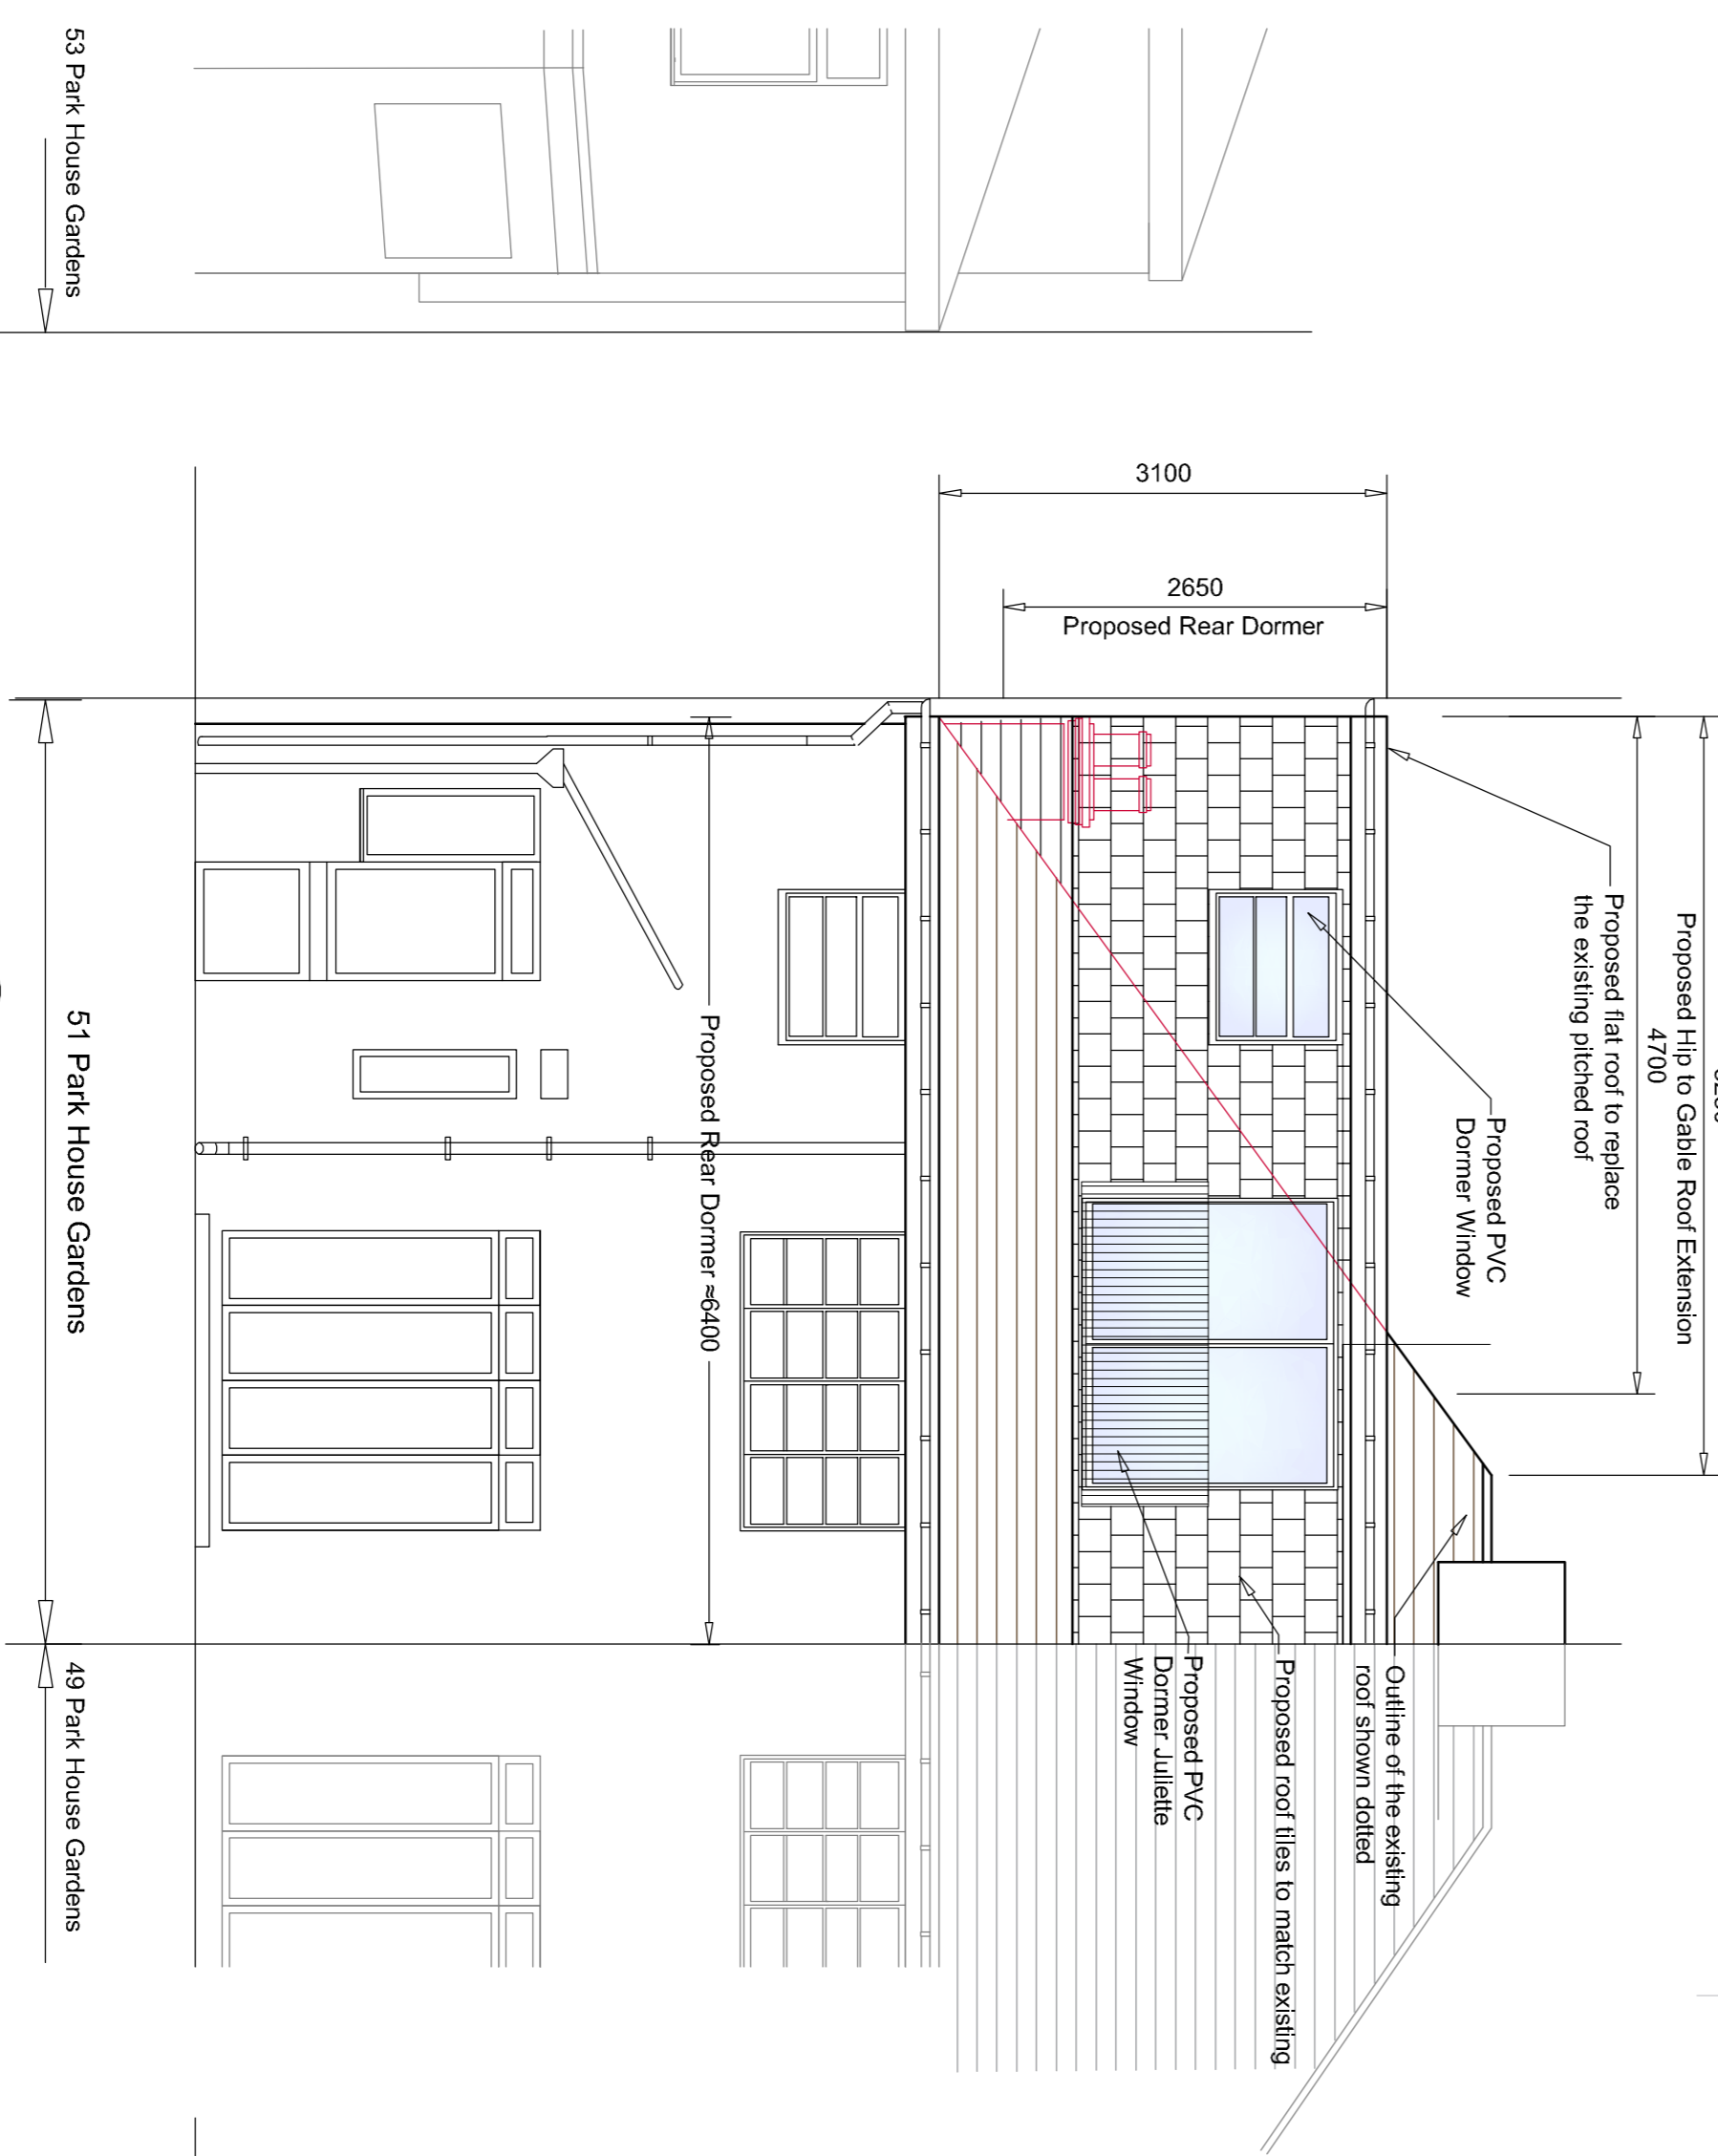 Proposed Hip to Gable Roof Extension
4700
Proposed flat roof to replace
the existing pitched roof
Proposed PVC
Dormer Window
3100
2650
Proposed Rear Dormer
Outline of the existing
roof shown dotted
Proposed roof tiles to match existing
Proposed PVC
Dormer Juliette
Window
Proposed Rear Dormer ≈6400
53 Park House Gardens
51 Park House Gardens
49 Park House Gardens